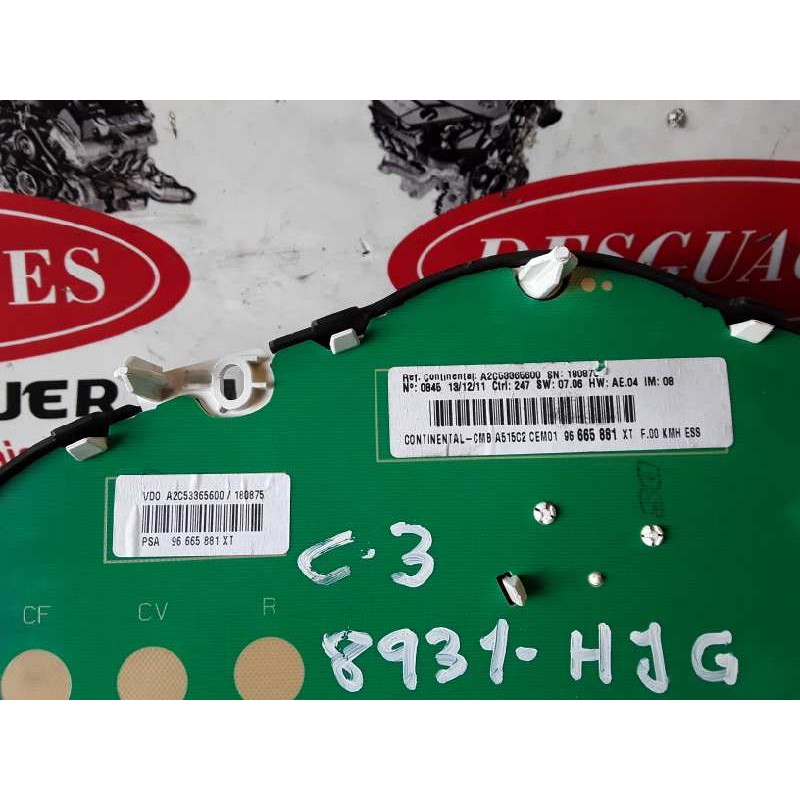 ES
DESGUAC
UER
Ref. Continental: A2C53365600 SN: 180875
Nº: 0845 13/12/11 Ctrl: 247 SW: 07.06 HW: AE.04 IM: 08
CONTINENTAL-CMB A515C2 CEM01 96 665 881 XT F.00 KMH ESS
VDO A2C53365600 / 180875
PSA 96 665 881 XT
C-3
8931-HJG
CF CV R